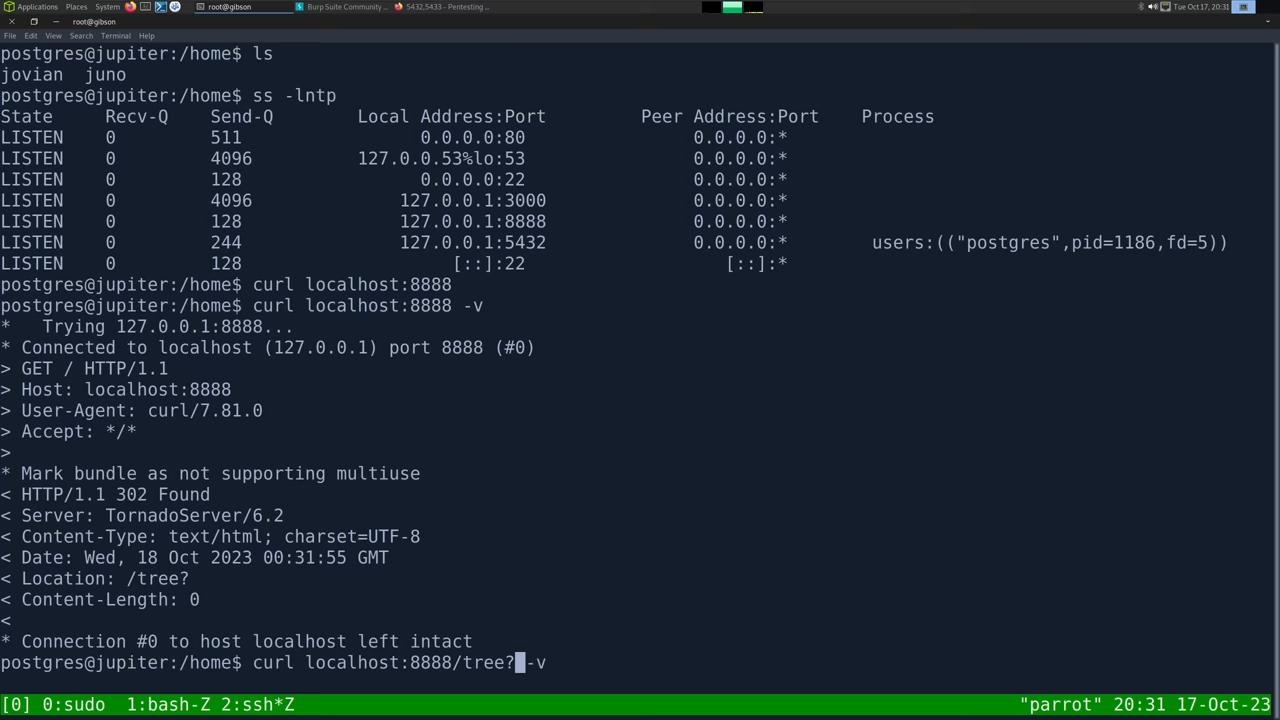 Applications Places System root@gibson Burp Suite Community ... 5432,5433 - Pentesting ... Tue Oct 17, 20:31
root@gibson
File Edit View Search Terminal Help
postgres@jupiter:/home$ ls
jovian  juno
postgres@jupiter:/home$ ss -lntp
State Recv-Q Send-Q Local Address:Port Peer Address:Port Process
LISTEN 0 511 0.0.0.0:80 0.0.0.0:*
LISTEN 0 4096 127.0.0.53%lo:53 0.0.0.0:*
LISTEN 0 128 0.0.0.0:22 0.0.0.0:*
LISTEN 0 4096 127.0.0.1:3000 0.0.0.0:*
LISTEN 0 128 127.0.0.1:8888 0.0.0.0:*
LISTEN 0 244 127.0.0.1:5432 0.0.0.0:* users:(("postgres",pid=1186,fd=5))
LISTEN 0 128 [::]:22 [::]:*
postgres@jupiter:/home$ curl localhost:8888
postgres@jupiter:/home$ curl localhost:8888 -v
*   Trying 127.0.0.1:8888...
* Connected to localhost (127.0.0.1) port 8888 (#0)
> GET / HTTP/1.1
> Host: localhost:8888
> User-Agent: curl/7.81.0
> Accept: */*
>
* Mark bundle as not supporting multiuse
< HTTP/1.1 302 Found
< Server: TornadoServer/6.2
< Content-Type: text/html; charset=UTF-8
< Date: Wed, 18 Oct 2023 00:31:55 GMT
< Location: /tree?
< Content-Length: 0
<
* Connection #0 to host localhost left intact
postgres@jupiter:/home$ curl localhost:8888/tree? -v
[0] 0:sudo  1:bash-Z 2:ssh*Z "parrot" 20:31 17-Oct-23